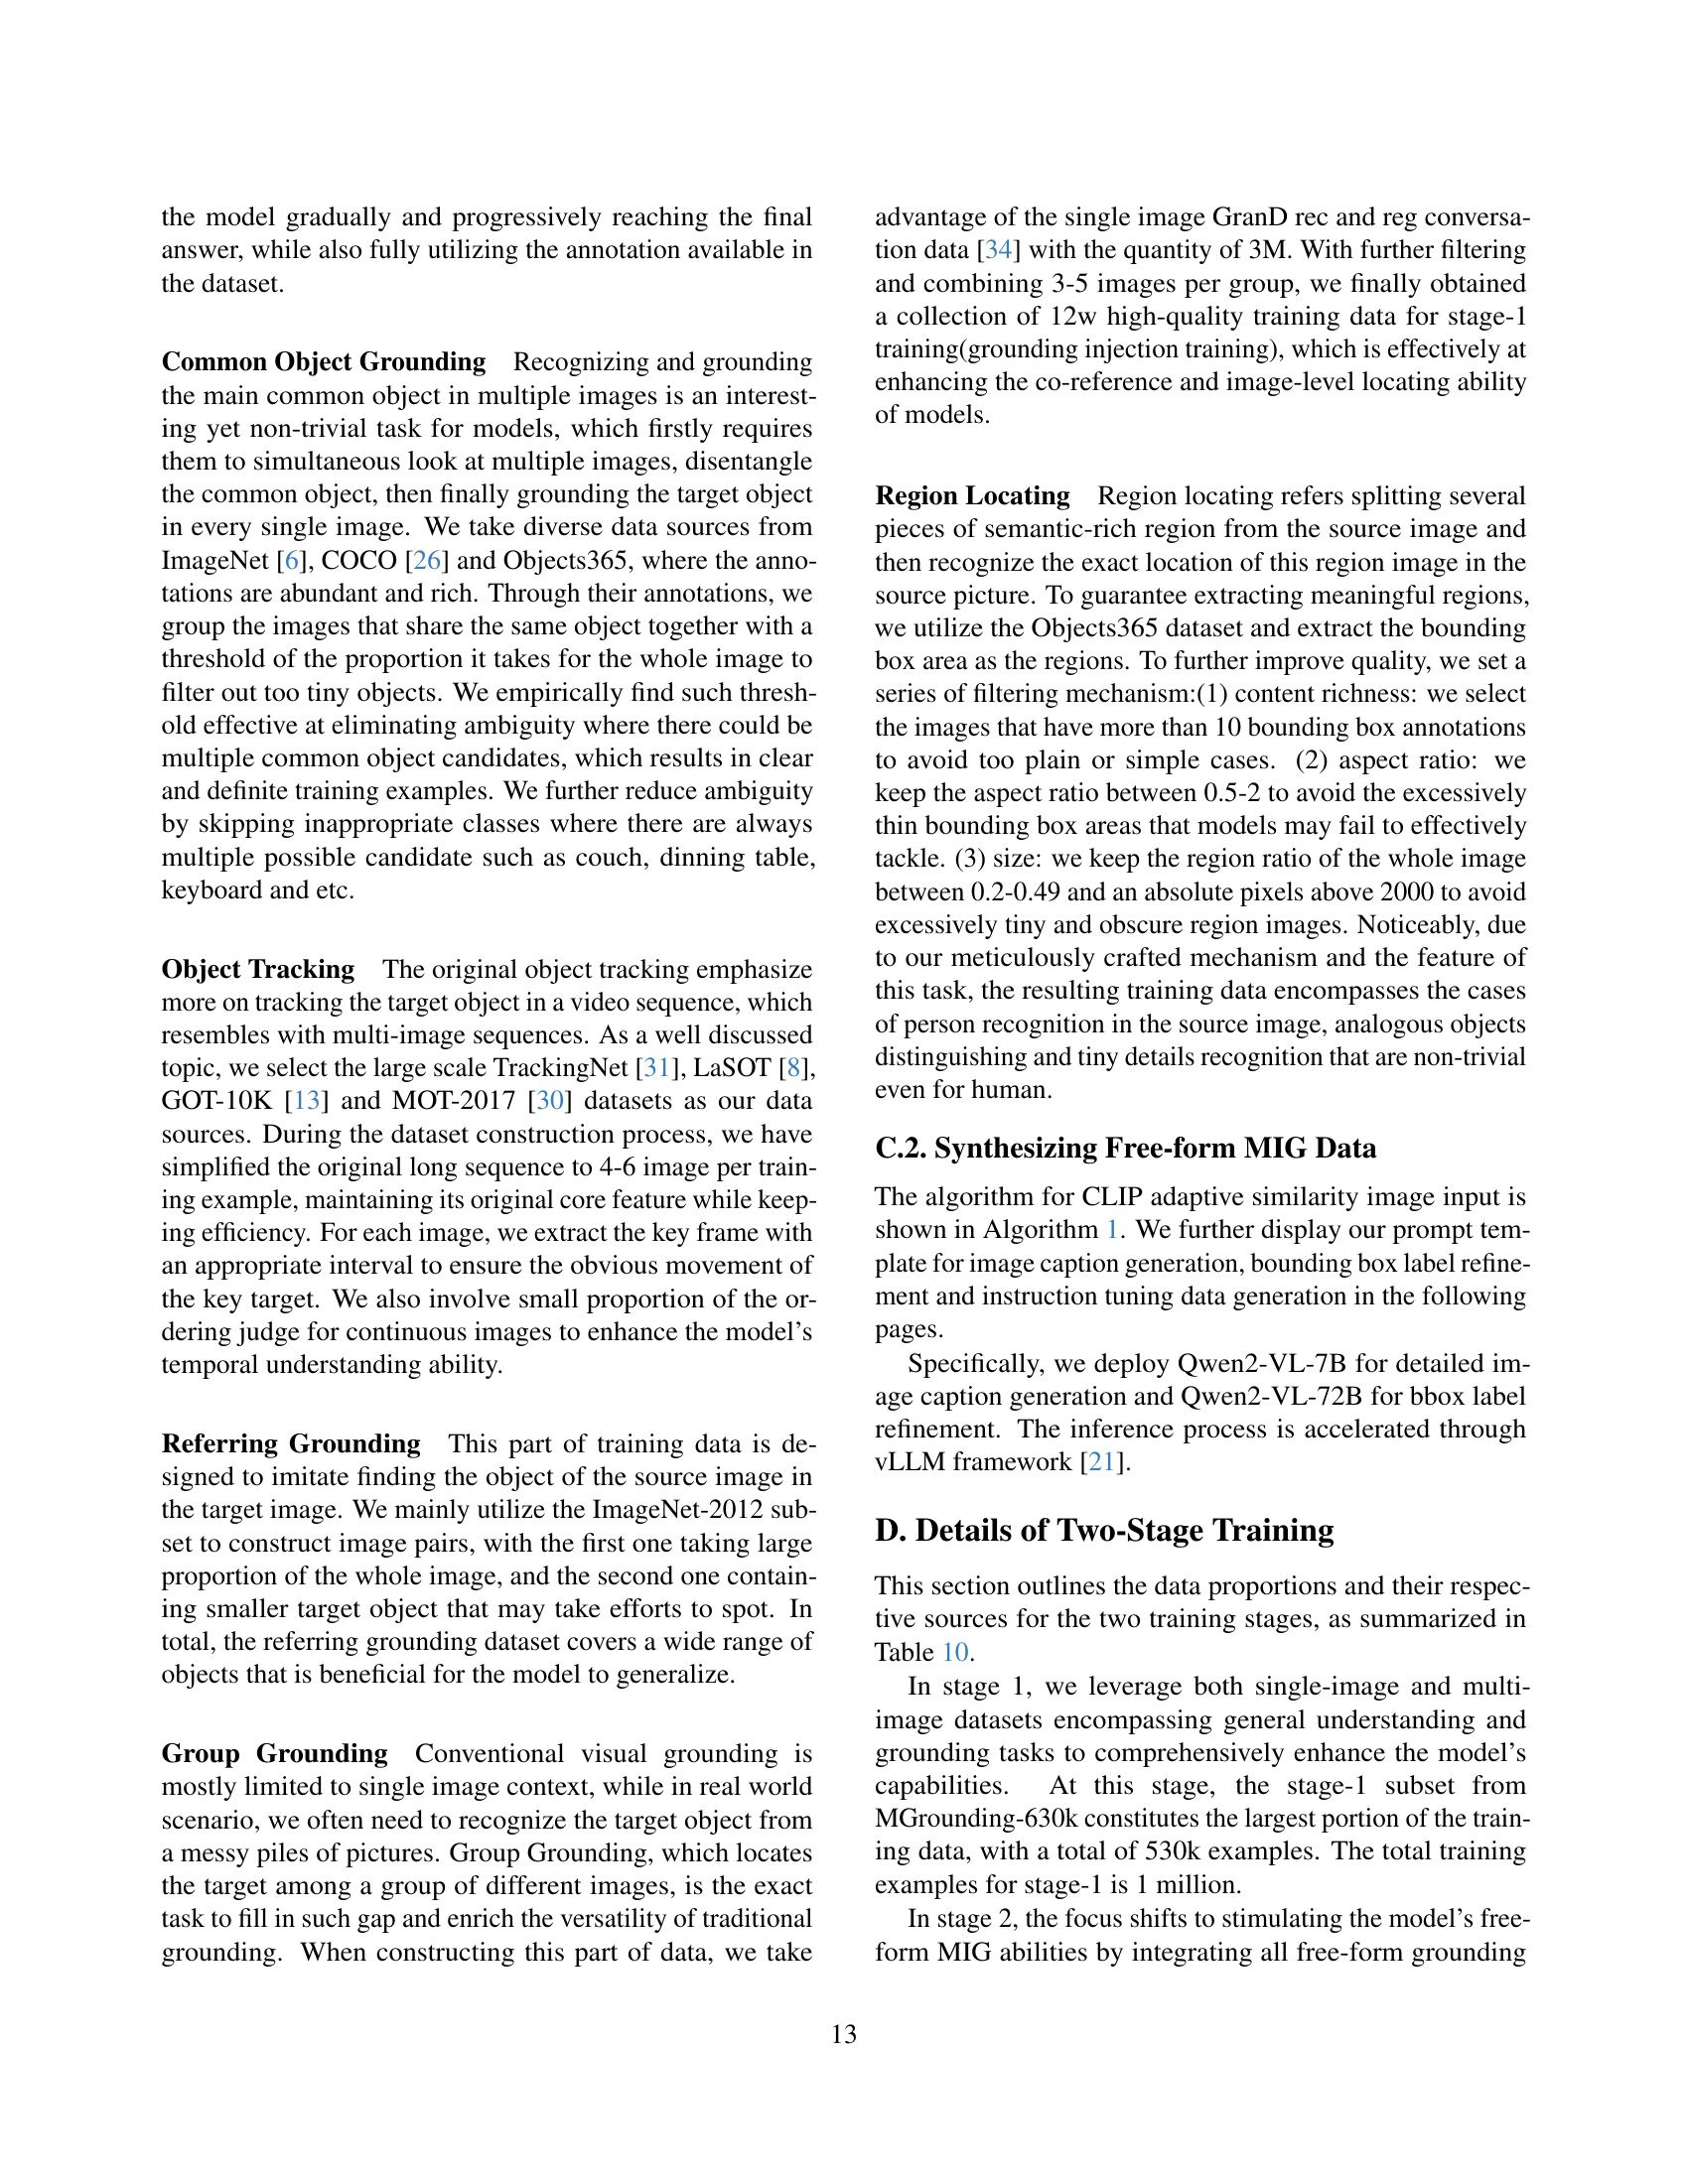 the model gradually and progressively reaching the final
answer, while also fully utilizing the annotation available in
the dataset.
Common Object Grounding Recognizing and grounding
the main common object in multiple images is an interest-
ing yet non-trivial task for models, which firstly requires
them to simultaneous look at multiple images, disentangle
the common object, then finally grounding the target object
in every single image. We take diverse data sources from
ImageNet [6], COCO [26] and Objects365, where the anno-
tations are abundant and rich. Through their annotations, we
group the images that share the same object together with a
threshold of the proportion it takes for the whole image to
filter out too tiny objects. We empirically find such thresh-
old effective at eliminating ambiguity where there could be
multiple common object candidates, which results in clear
and definite training examples. We further reduce ambiguity
by skipping inappropriate classes where there are always
multiple possible candidate such as couch, dinning table,
keyboard and etc.
Object Tracking The original object tracking emphasize
more on tracking the target object in a video sequence, which
resembles with multi-image sequences. As a well discussed
topic, we select the large scale TrackingNet [31], LaSOT [8],
GOT-10K [13] and MOT-2017 [30] datasets as our data
sources. During the dataset construction process, we have
simplified the original long sequence to 4-6 image per train-
ing example, maintaining its original core feature while keep-
ing efficiency. For each image, we extract the key frame with
an appropriate interval to ensure the obvious movement of
the key target. We also involve small proportion of the or-
dering judge for continuous images to enhance the model's
temporal understanding ability.
Referring Grounding This part of training data is de-
signed to imitate finding the object of the source image in
the target image. We mainly utilize the ImageNet-2012 sub-
set to construct image pairs, with the first one taking large
proportion of the whole image, and the second one contain-
ing smaller target object that may take efforts to spot. In
total, the referring grounding dataset covers a wide range of
objects that is beneficial for the model to generalize.
Group Grounding Conventional visual grounding is
mostly limited to single image context, while in real world
scenario, we often need to recognize the target object from
a messy piles of pictures. Group Grounding, which locates
the target among a group of different images, is the exact
task to fill in such gap and enrich the versatility of traditional
grounding. When constructing this part of data, we take
advantage of the single image GranD rec and reg conversa-
tion data [34] with the quantity of 3M. With further filtering
and combining 3-5 images per group, we finally obtained
a collection of 12w high-quality training data for stage-1
training(grounding injection training), which is effectively at
enhancing the co-reference and image-level locating ability
of models.
Region Locating Region locating refers splitting several
pieces of semantic-rich region from the source image and
then recognize the exact location of this region image in the
source picture. To guarantee extracting meaningful regions,
we utilize the Objects365 dataset and extract the bounding
box area as the regions. To further improve quality, we set a
series of filtering mechanism:(1) content richness: we select
the images that have more than 10 bounding box annotations
to avoid too plain or simple cases. (2) aspect ratio: we
keep the aspect ratio between 0.5-2 to avoid the excessively
thin bounding box areas that models may fail to effectively
tackle. (3) size: we keep the region ratio of the whole image
between 0.2-0.49 and an absolute pixels above 2000 to avoid
excessively tiny and obscure region images. Noticeably, due
to our meticulously crafted mechanism and the feature of
this task, the resulting training data encompasses the cases
of person recognition in the source image, analogous objects
distinguishing and tiny details recognition that are non-trivial
even for human.
C.2. Synthesizing Free-form MIG Data
The algorithm for CLIP adaptive similarity image input is
shown in Algorithm 1. We further display our prompt tem-
plate for image caption generation, bounding box label refine-
ment and instruction tuning data generation in the following
pages.
Specifically, we deploy Qwen2-VL-7B for detailed im-
age caption generation and Qwen2-VL-72B for bbox label
refinement. The inference process is accelerated through
vLLM framework [21].
D. Details of Two-Stage Training
This section outlines the data proportions and their respec-
tive sources for the two training stages, as summarized in
Table 10.
In stage 1, we leverage both single-image and multi-
image datasets encompassing general understanding and
grounding tasks to comprehensively enhance the model's
capabilities. At this stage, the stage-1 subset from
MGrounding-630k constitutes the largest portion of the train-
ing data, with a total of 530k examples. The total training
examples for stage-1 is 1 million.
In stage 2, the focus shifts to stimulating the model's free-
form MIG abilities by integrating all free-form grounding
13